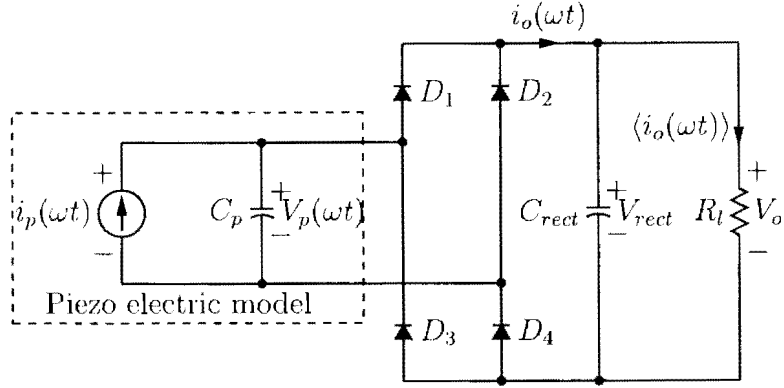 i_o(ωt)
D_1
D_2
⟨i_o(ωt)⟩
+
+
+
+
i_p(ωt)
C_p
V_p(ωt)
C_rect
V_rect
R_l
V_o
−
−
−
−
Piezo electric model
D_3
D_4